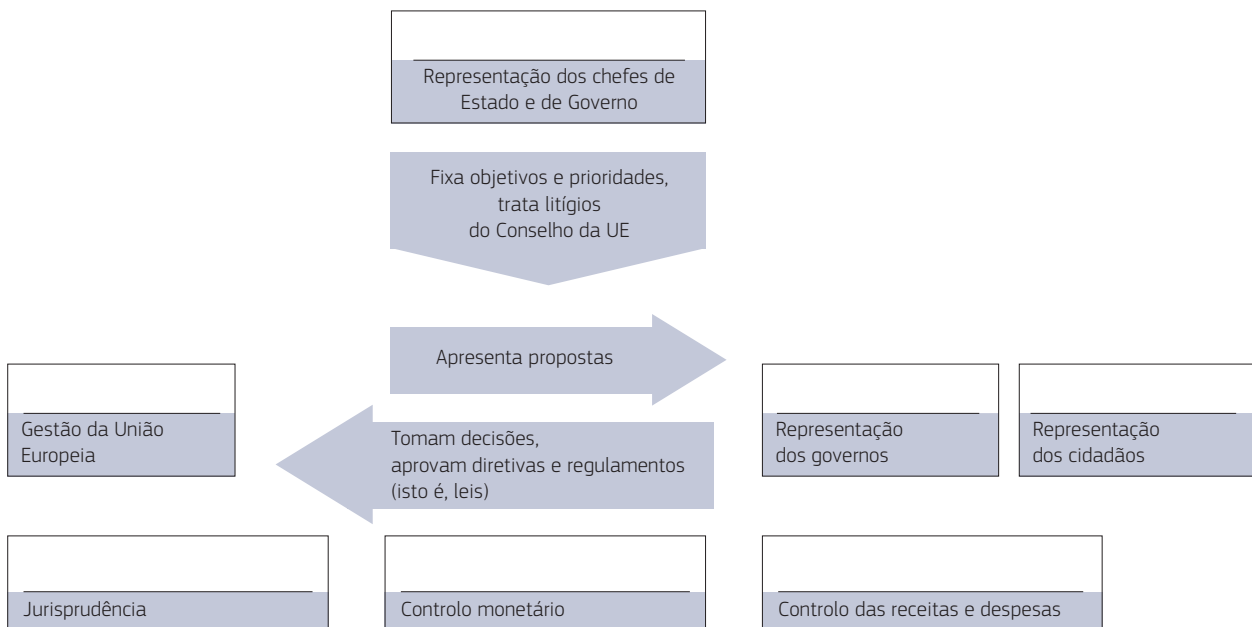 Representação dos chefes de
Estado e de Governo
Fixa objetivos e prioridades,
trata litígios
do Conselho da UE
Apresenta propostas
Gestão da União
Europeia
Tomam decisões,
aprovam diretivas e regulamentos
(isto é, leis)
Representação
dos governos
Representação
dos cidadãos
Jurisprudência
Controlo monetário
Controlo das receitas e despesas